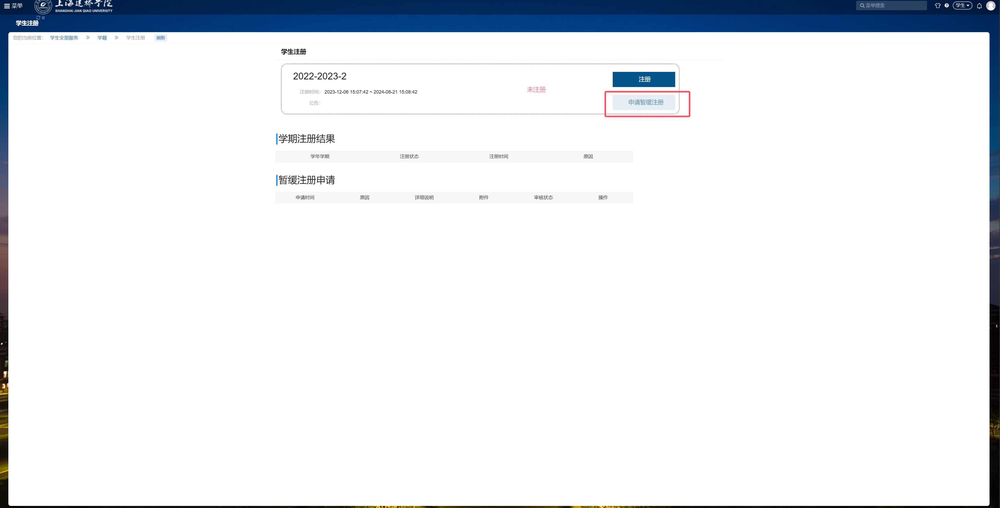 菜单
上海建桥学院
SHANGHAI JIAN QIAO UNIVERSITY
菜单搜索
学生
学生注册
您的当前位置： 学生全部服务 学籍 学生注册 刷新
学生注册
2022-2023-2
注册
注册时间： 2023-12-06 15:07:42 ~ 2024-08-21 15:08:42
未注册
公告：
申请暂缓注册
学期注册结果
学年学期 注册状态 注册时间 原因
暂缓注册申请
申请时间 原因 详细说明 附件 审核状态 操作